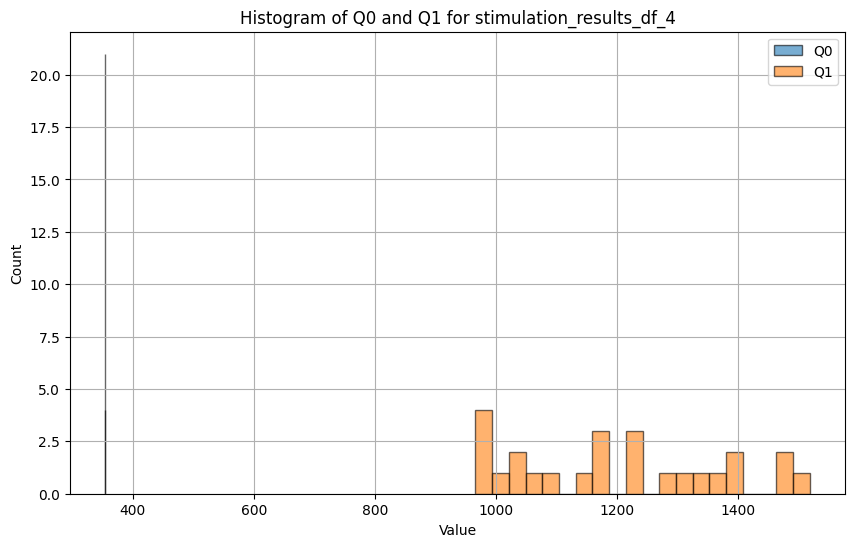 Histogram of Q0 and Q1 for stimulation_results_df_4
Q0
Q1
20.0
17.5
15.0
12.5
10.0
7.5
5.0
2.5
0.0
Count
400 600 800 1000 1200 1400
Value